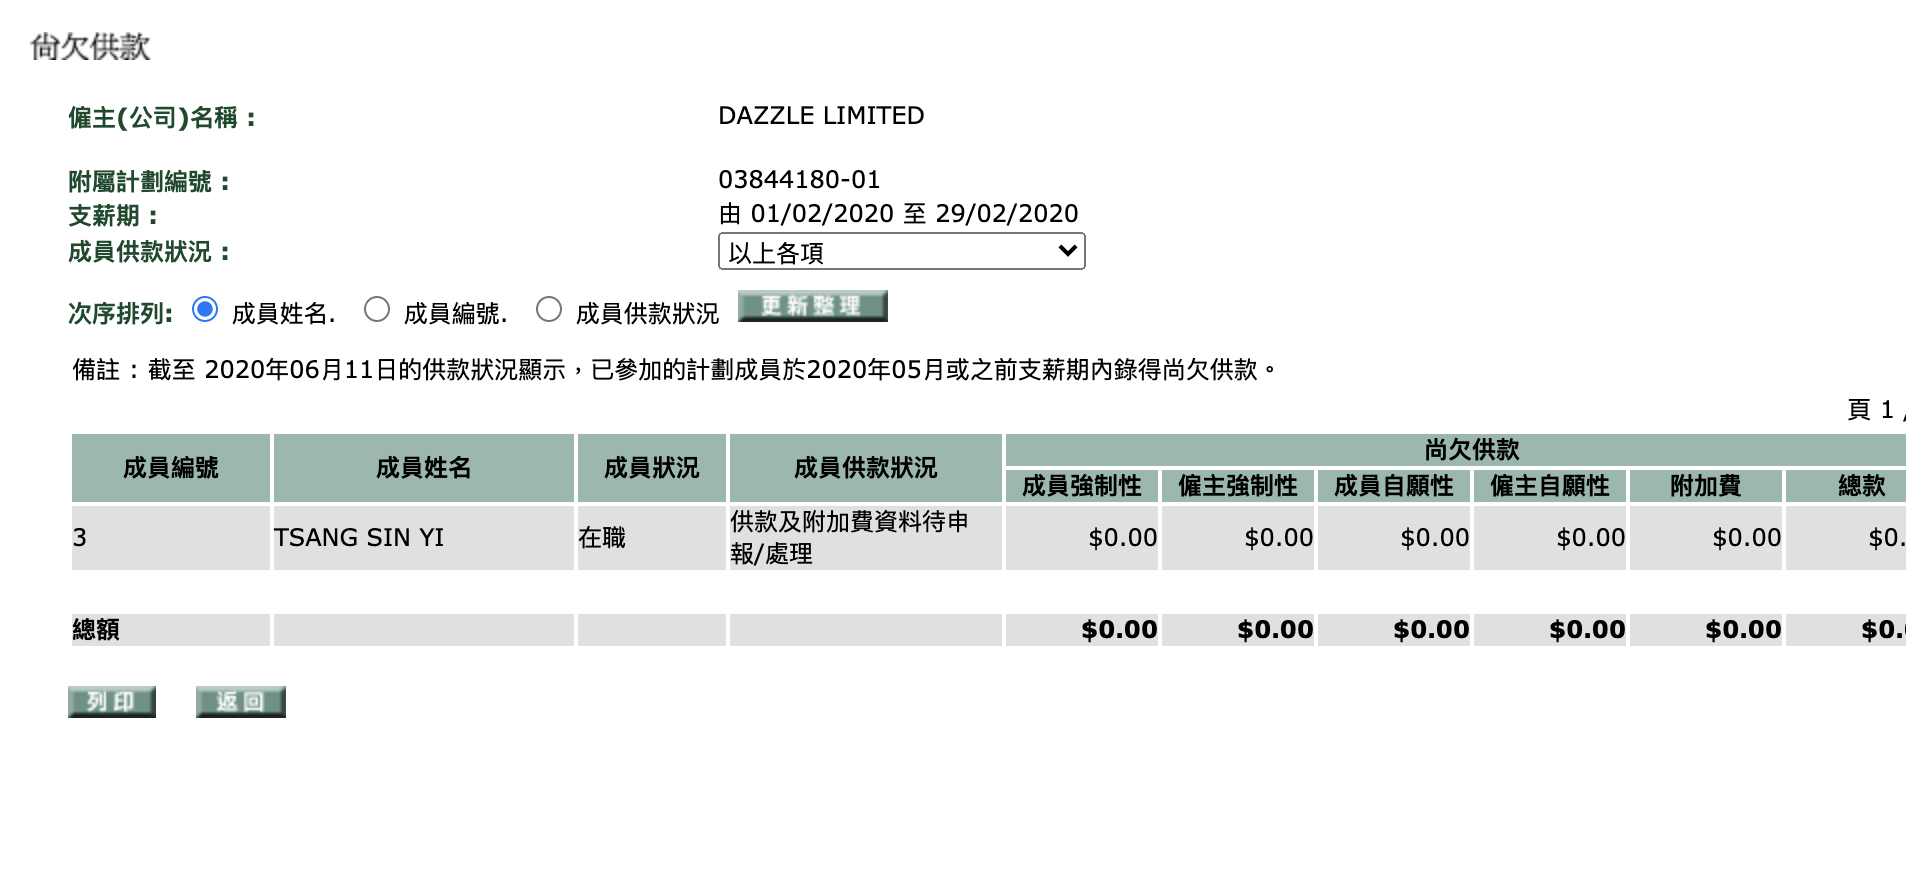 尙欠供款
僱主(公司)名稱： DAZZLE LIMITED
附屬計劃編號： 03844180-01
支薪期： 由 01/02/2020 至 29/02/2020
成員供款狀況： 以上各項
次序排列: 成員姓名. 成員編號. 成員供款狀況 更新整理
備註：截至 2020年06月11日的供款狀況顯示，已參加的計劃成員於2020年05月或之前支薪期內錄得尚欠供款。
頁 1
成員編號 成員姓名 成員狀況 成員供款狀況 尚欠供款
成員強制性 僱主強制性 成員自願性 僱主自願性 附加費 總款
3 TSANG SIN YI 在職 供款及附加費資料待申報/處理 $0.00 $0.00 $0.00 $0.00 $0.00 $0.
總額 $0.00 $0.00 $0.00 $0.00 $0.00 $0.
列印 返回